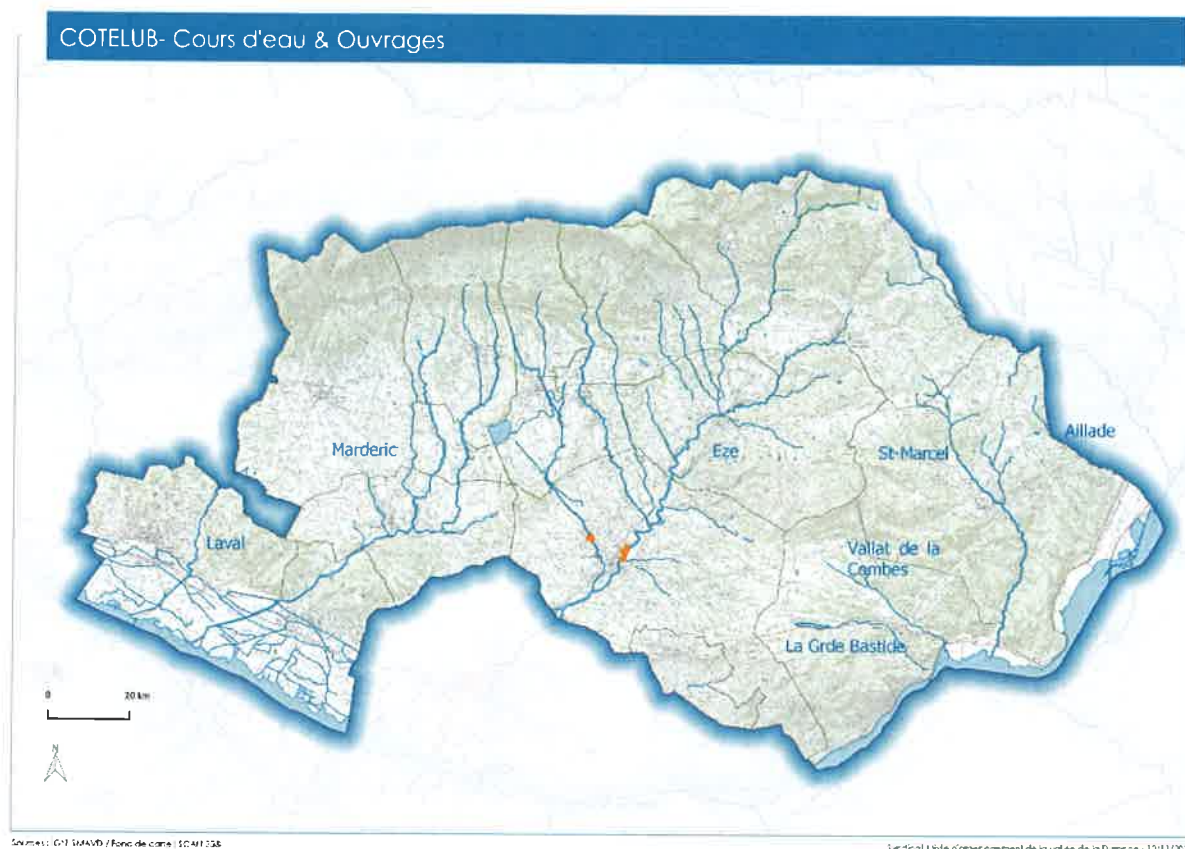 COTELUB- Cours d'eau & Ouvrages
Aillade
Marderic
Eze
St-Marcel
Laval
Vallat de la
Combes
La Grde Bastide
0 20 km
N